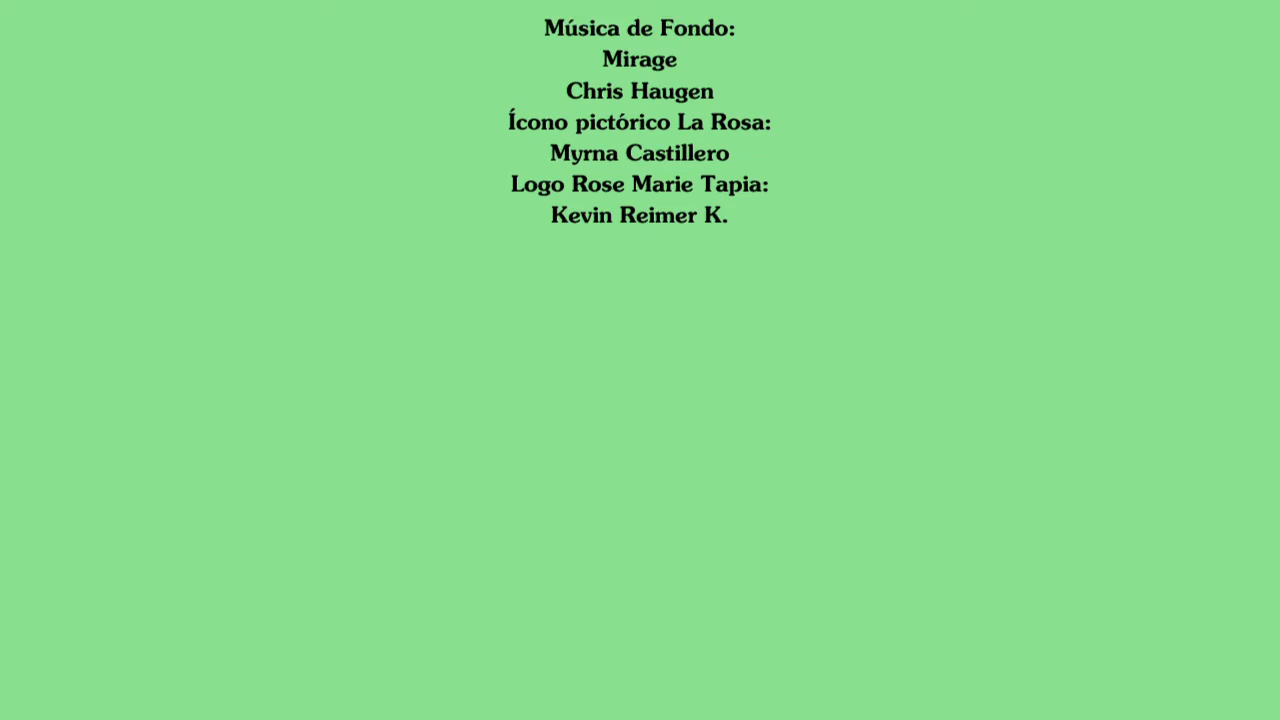 Música de Fondo:
Mirage
Chris Haugen
Ícono pictórico La Rosa:
Myrna Castillero
Logo Rose Marie Tapia:
Kevin Reimer K.